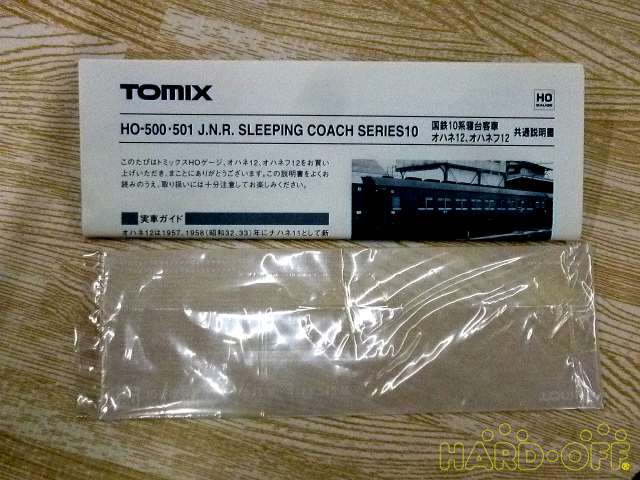 TOMIX
HO
GAUGE
HO-500・501 J.N.R. SLEEPING COACH SERIES10
国鉄10系寝台客車
オハネ12、オハネフ12
共通説明書
このたびはトミックスHOゲージ、オハネ12、オハネフ12をお買い
上げいただき、まことにありがとうございます。この説明書をよくお
読みのうえ、取り扱いには十分注意してお楽しみください。
実車ガイド
オハネ12は1957、1958(昭和32、33)年にナハネ11として新
TOMIX
HARD・OFF